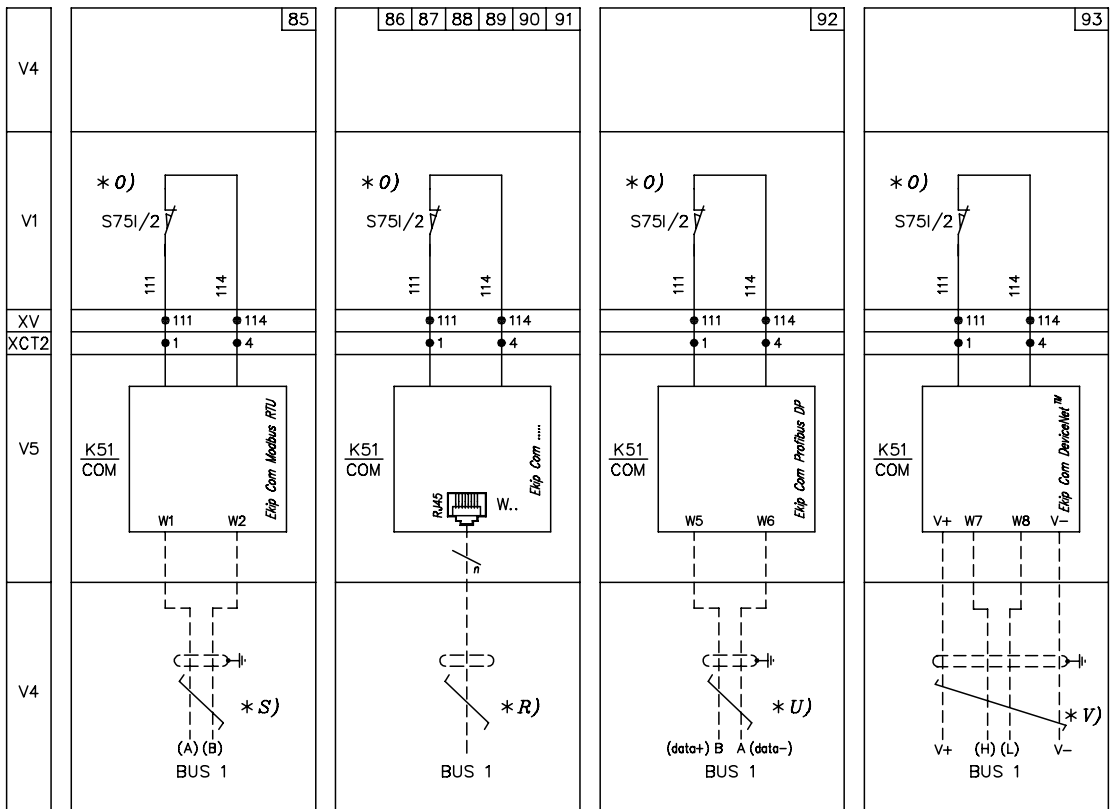 85
86 87 88 89 90 91
92
93
V4
V1
XV
XCT2
V5
V4
*O)
S75I/2
111
114
111
114
1
4
K51
COM
Ekip Com Modbus RTU
W1 W2
*S)
(A) (B)
BUS 1
*O)
S75I/2
111
114
111
114
1
4
K51
COM
Ekip Com .....
RJ45
W..
n
*R)
BUS 1
*O)
S75I/2
111
114
111
114
1
4
K51
COM
Ekip Com Profibus DP
W5 W6
*U)
(data+) B A (data-)
BUS 1
*O)
S75I/2
111
114
111
114
1
4
K51
COM
Ekip Com DeviceNet™
V+ W7 W8 V-
*V)
V+ (H) (L) V-
BUS 1